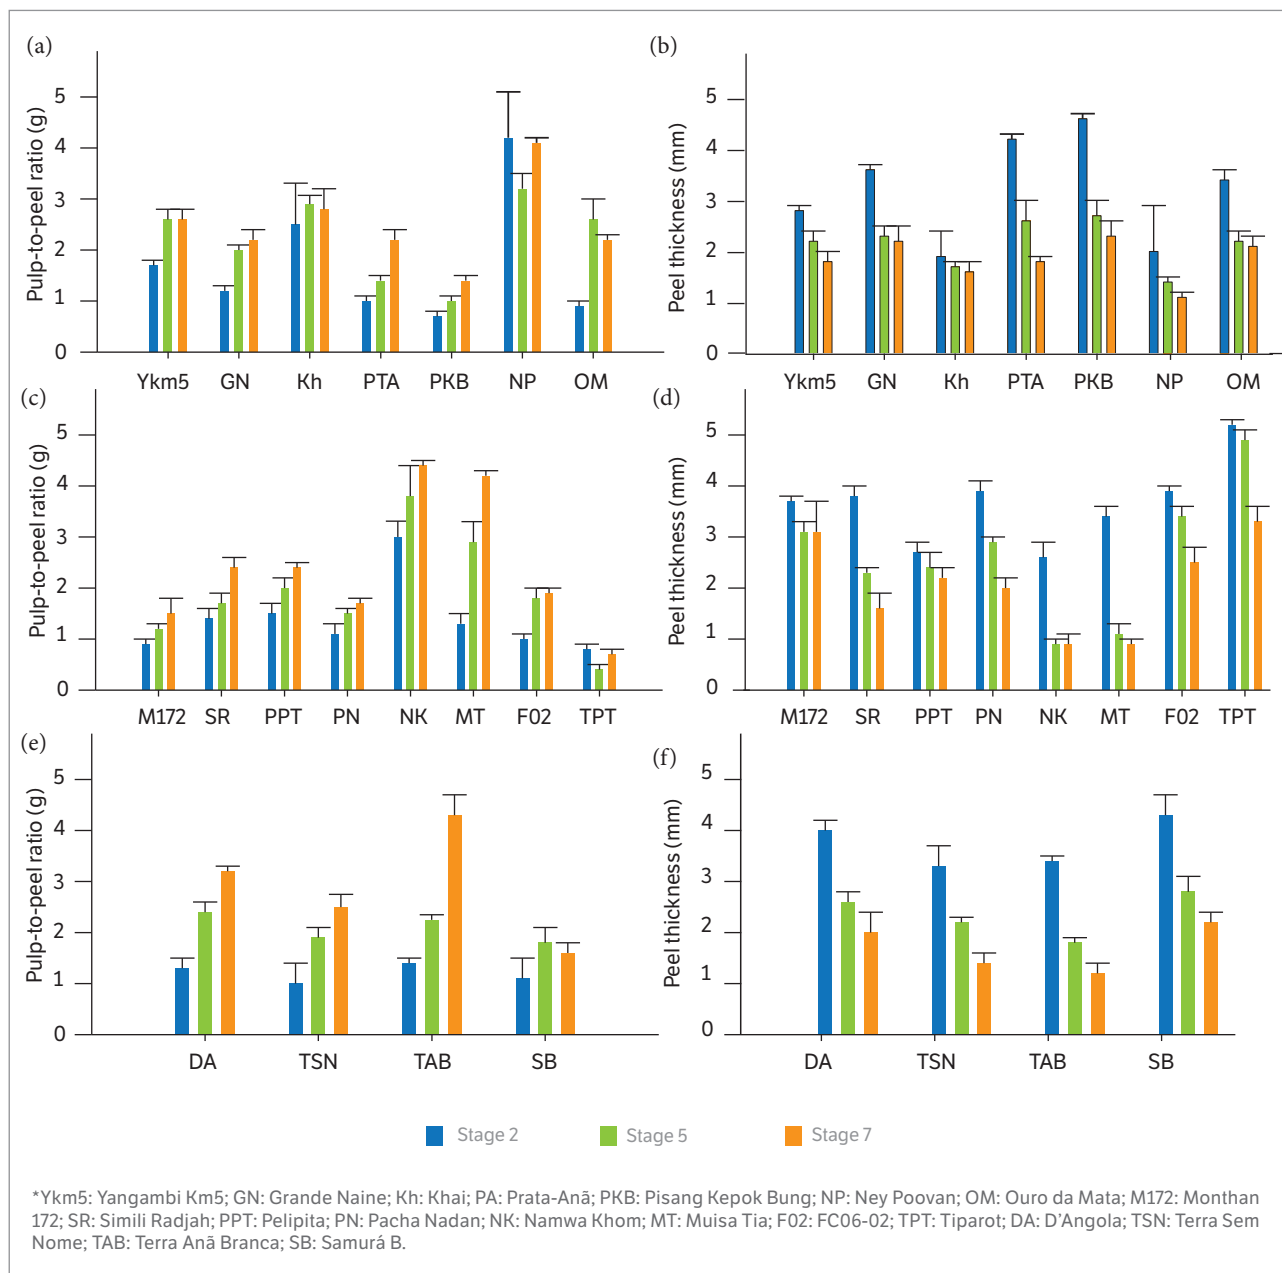 (a)
Pulp-to-peel ratio (g)
5
4
3
2
1
0
Ykm5 GN Kh PTA PKB NP OM
(b)
Peel thickness (mm)
5
4
3
2
1
0
Ykm5 GN Kh PTA PKB NP OM
(c)
Pulp-to-peel ratio (g)
5
4
3
2
1
0
M172 SR PPT PN NK MT F02 TPT
(d)
Peel thickness (mm)
5
4
3
2
1
0
M172 SR PPT PN NK MT F02 TPT
(e)
Pulp-to-peel ratio (g)
5
4
3
2
1
0
DA TSN TAB SB
(f)
Peel thickness (mm)
5
4
3
2
1
0
DA TSN TAB SB
Stage 2 Stage 5 Stage 7
*Ykm5: Yangambi Km5; GN: Grande Naine; Kh: Khai; PA: Prata-Anã; PKB: Pisang Kepok Bung; NP: Ney Poovan; OM: Ouro da Mata; M172: Monthan
172; SR: Simili Radjah; PPT: Pelipita; PN: Pacha Nadan; NK: Namwa Khom; MT: Muisa Tia; F02: FC06-02; TPT: Tiparot; DA: D’Angola; TSN: Terra Sem
Nome; TAB: Terra Anã Branca; SB: Samurá B.